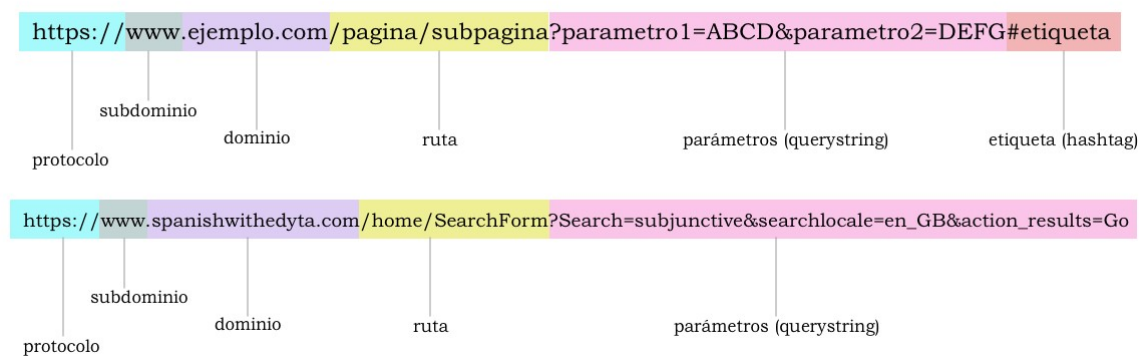 https://www.ejemplo.com/pagina/subpagina?parametro1=ABCD&parametro2=DEFG#etiqueta
subdominio
dominio
ruta
parámetros (querystring)
etiqueta (hashtag)
protocolo
https://www.spanishwithedyta.com/home/SearchForm?Search=subjunctive&searchlocale=en_GB&action_results=Go
subdominio
dominio
ruta
parámetros (querystring)
protocolo